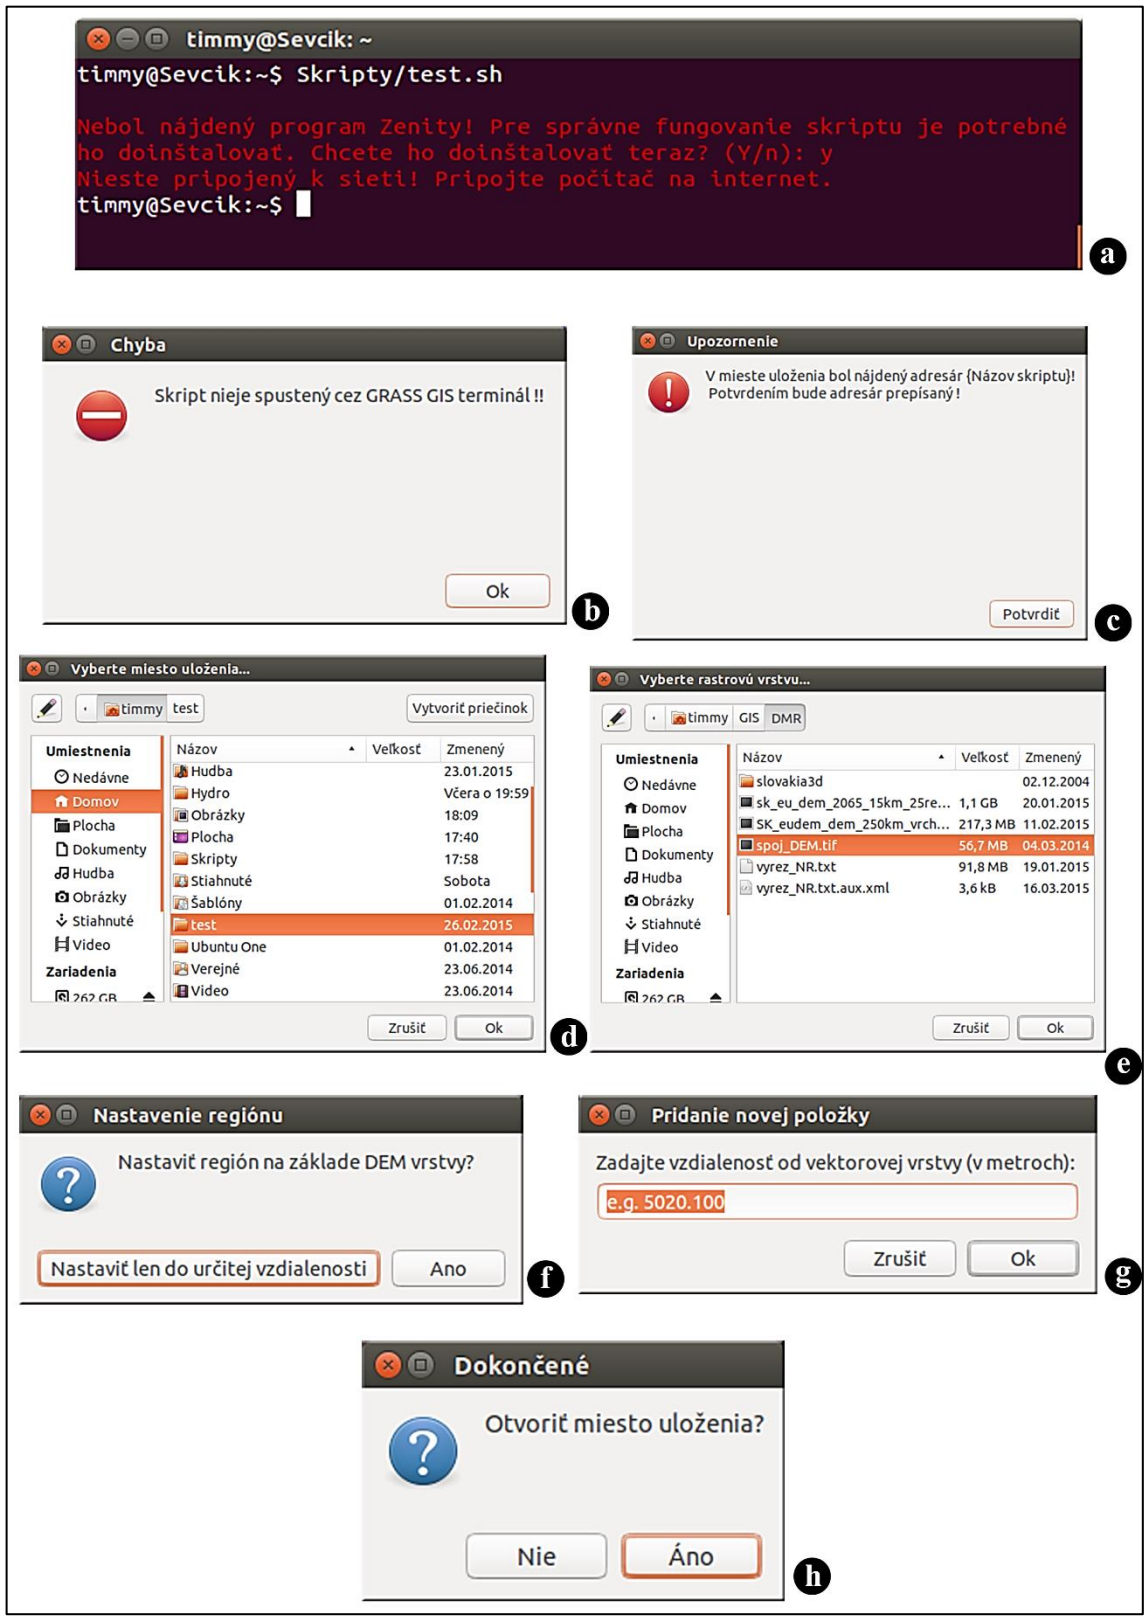 timmy@Sevcik: ~
timmy@Sevcik:~$ Skripty/test.sh
Nebol nájdený program Zenity! Pre správne fungovanie skriptu je potrebné
ho doinštalovať. Chcete ho doinštalovať teraz? (Y/n): y
Nieste pripojený k sieti! Pripojte počítač na internet.
timmy@Sevcik:~$
a
Chyba
Skript nieje spustený cez GRASS GIS terminál !!
Ok
b
Upozornenie
V mieste uloženia bol nájdený adresár {Názov skriptu}!
Potvrdením bude adresár prepísaný !
Potvrdiť
c
Vyberte miesto uloženia...
timmy test Vytvoriť priečinok
Umiestnenia
Nedávne
Domov
Plocha
Dokumenty
Hudba
Obrázky
Stiahnuté
Video
Zariadenia
262 GB
Názov Veľkosť Zmenený
Hudba 23.01.2015
Hydro Včera o 19:59
Obrázky 18:09
Plocha 17:40
Skripty 17:58
Stiahnuté Sobota
Šablóny 01.02.2014
test 26.02.2015
Ubuntu One 01.02.2014
Verejné 23.06.2014
Video 23.06.2014
Zrušiť Ok
d
Vyberte rastrovú vrstvu...
timmy GIS DMR
Umiestnenia
Nedávne
Domov
Plocha
Dokumenty
Hudba
Obrázky
Stiahnuté
Video
Zariadenia
262 GB
Názov Veľkosť Zmenený
slovakia3d 02.12.2004
sk_eu_dem_2065_15km_25re... 1,1 GB 20.01.2015
SK_eudem_dem_250km_vrch... 217,3 MB 11.02.2015
spoj_DEM.tif 56,7 MB 04.03.2014
vyrez_NR.txt 91,8 MB 19.01.2015
vyrez_NR.txt.aux.xml 3,6 kB 16.03.2015
Zrušiť Ok
e
Nastavenie regiónu
Nastaviť región na základe DEM vrstvy?
Nastaviť len do určitej vzdialenosti Ano
f
Pridanie novej položky
Zadajte vzdialenosť od vektorovej vrstvy (v metroch):
e.g. 5020.100
Zrušiť Ok
g
Dokončené
Otvoriť miesto uloženia?
Nie Áno
h